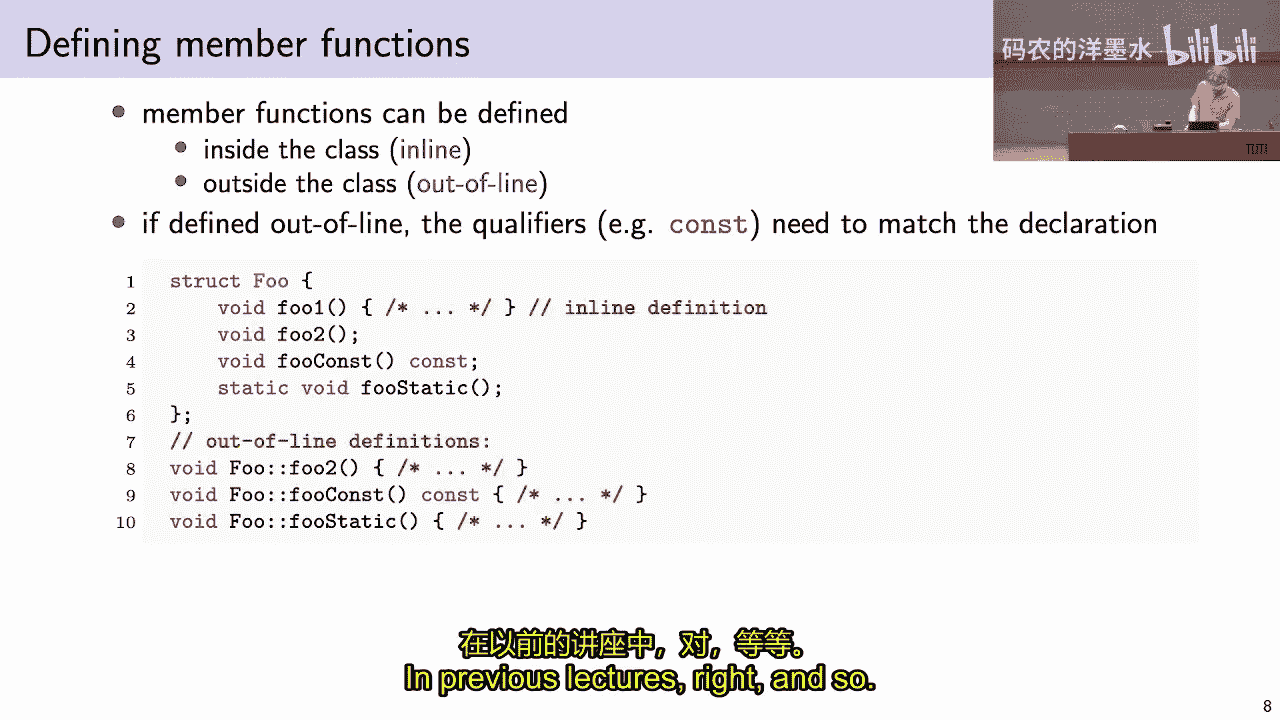 Defining member functions
码农的洋墨水 bilibili
TUM
member functions can be defined
inside the class (inline)
outside the class (out-of-line)
if defined out-of-line, the qualifiers (e.g. const) need to match the declaration
1 struct Foo {
2 void foo1() { /* ... */ } // inline definition
3 void foo2();
4 void fooConst() const;
5 static void fooStatic();
6 };
7 // out-of-line definitions:
8 void Foo::foo2() { /* ... */ }
9 void Foo::fooConst() const { /* ... */ }
10 void Foo::fooStatic() { /* ... */ }
在以前的讲座中，对，等等。
In previous lectures, right, and so.
8